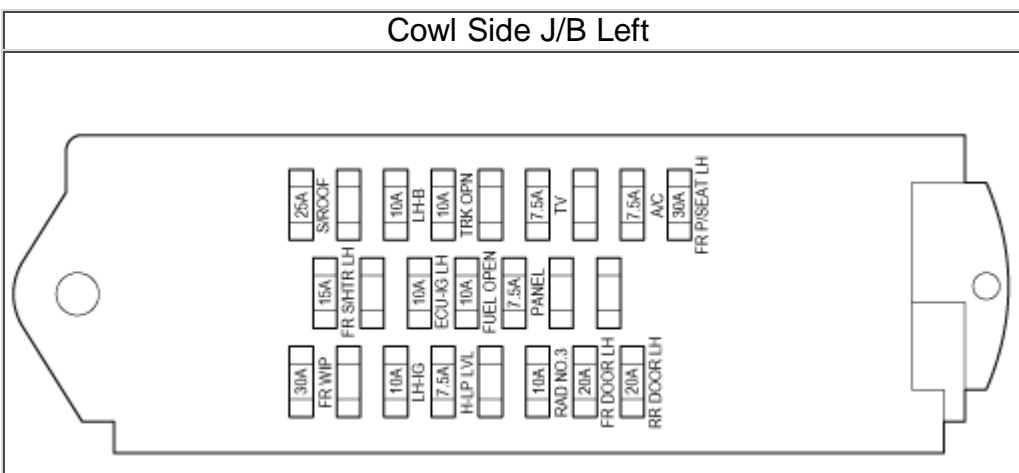 Cowl Side J/B Left
25A
S/ROOF
10A
LH-B
10A
TRK OPN
7.5A
TV
7.5A
A/C
30A
FR P/SEAT LH
15A
FR S/HTR LH
10A
ECU-IG LH
10A
FUEL OPEN
7.5A
PANEL
30A
FR WIP
10A
LH-IG
7.5A
H-LP LVL
10A
RAD NO.3
20A
FR DOOR LH
20A
RR DOOR LH